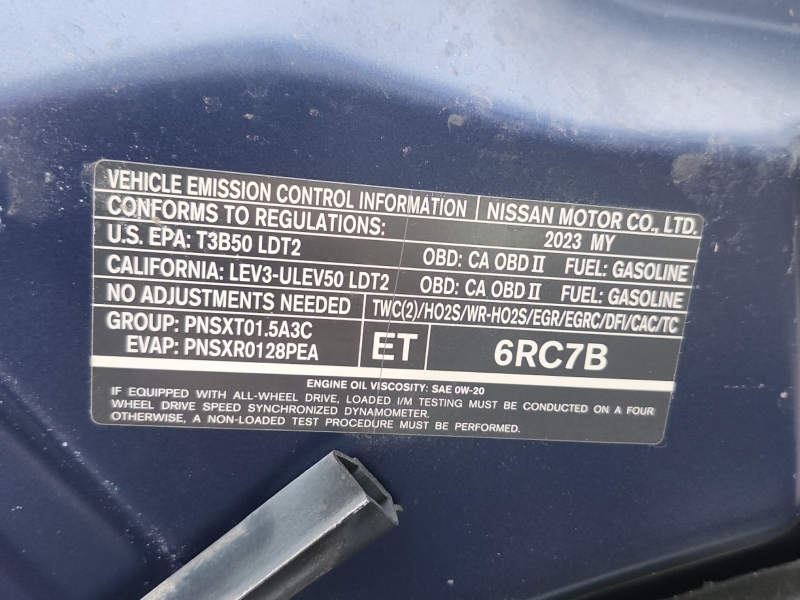 VEHICLE EMISSION CONTROL INFORMATION NISSAN MOTOR CO., LTD.
CONFORMS TO REGULATIONS: 2023 MY
U.S. EPA: T3B50 LDT2 OBD: CA OBD II FUEL: GASOLINE
CALIFORNIA: LEV3-ULEV50 LDT2 OBD: CA OBD II FUEL: GASOLINE
NO ADJUSTMENTS NEEDED TWC(2)/HO2S/WR-HO2S/EGR/EGRC/DFI/CAC/TC
GROUP: PNSXT01.5A3C
EVAP: PNSXR0128PEA
ET 6RC7B
ENGINE OIL VISCOSITY: SAE 0W-20
IF EQUIPPED WITH ALL-WHEEL DRIVE, LOADED I/M TESTING MUST BE CONDUCTED ON A FOUR
WHEEL DRIVE SPEED SYNCHRONIZED DYNAMOMETER.
OTHERWISE, A NON-LOADED TEST PROCEDURE MUST BE PERFORMED.